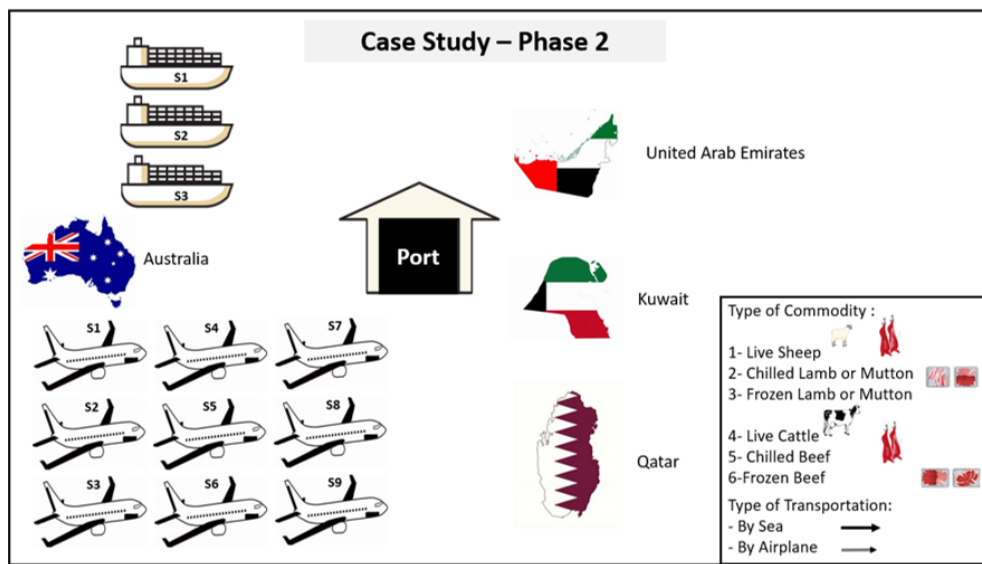 Case Study – Phase 2
S1
S2
S3
Australia
Port
United Arab Emirates
Kuwait
Qatar
S1 S4 S7
S2 S5 S8
S3 S6 S9
Type of Commodity :
1- Live Sheep
2- Chilled Lamb or Mutton
3- Frozen Lamb or Mutton
4- Live Cattle
5- Chilled Beef
6-Frozen Beef
Type of Transportation:
- By Sea
- By Airplane